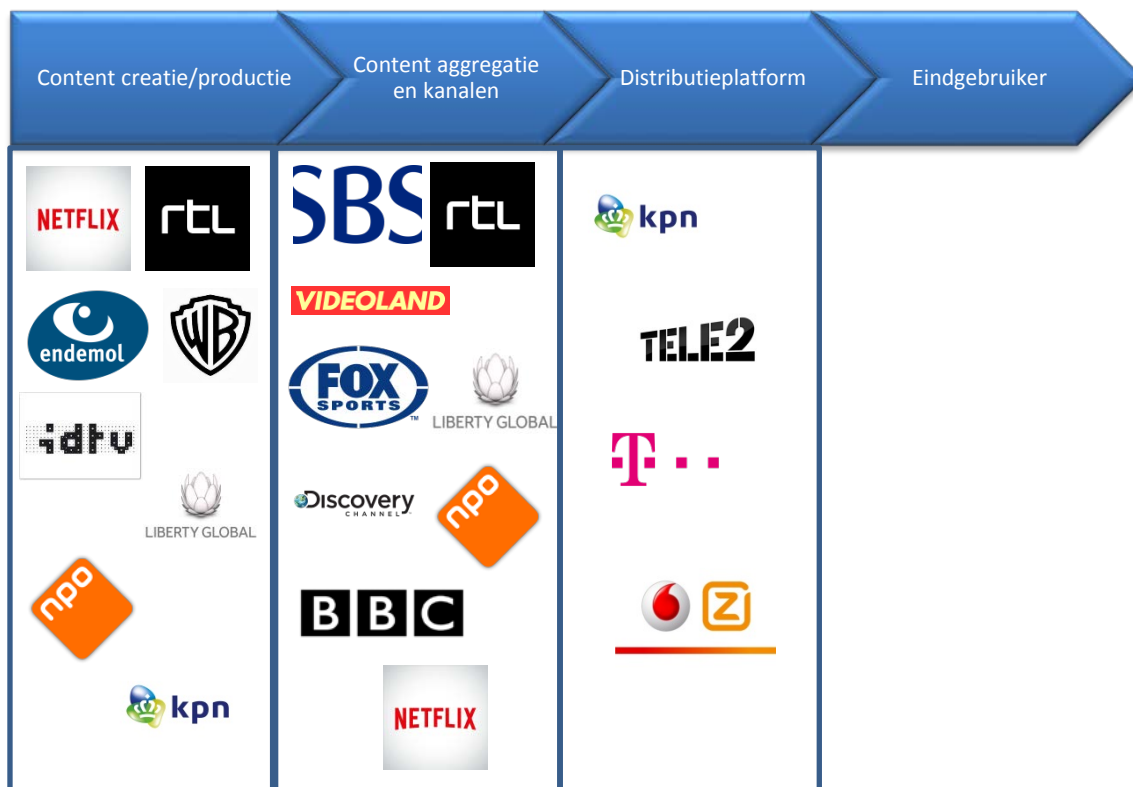 Content creatie/productie
Content aggregatie
en kanalen
Distributieplatform
Eindgebruiker
NETFLIX
rtl
endemol
WB
idtv
LIBERTY GLOBAL
npo
kpn
SBS
rtl
VIDEOLAND
FOX
SPORTS™
LIBERTY GLOBAL
Discovery
CHANNEL
npo
BBC
NETFLIX
kpn
TELE2
T
Z